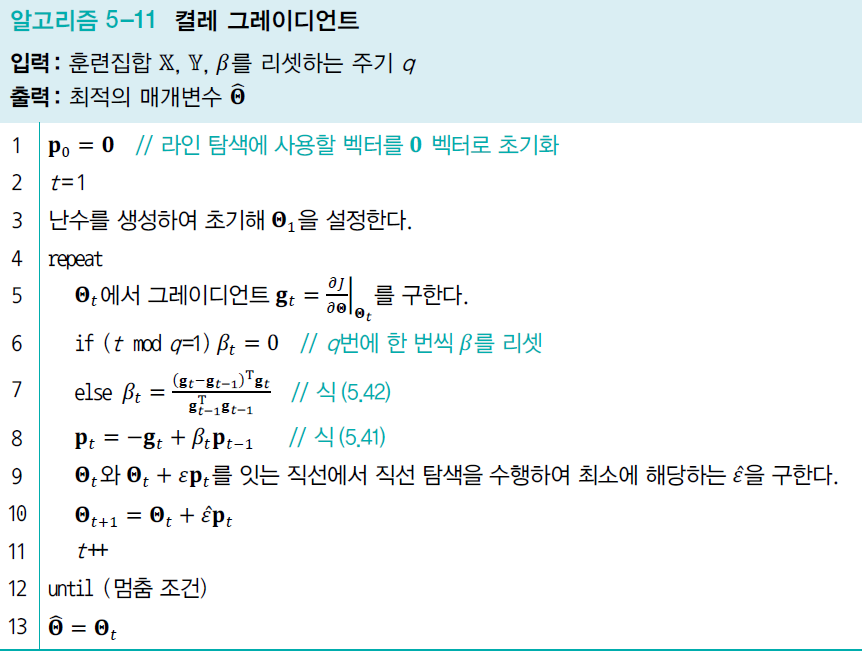 알고리즘 5-11 켤레 그레이디언트
입력: 훈련집합 𝕏, 𝕐, β를 리셋하는 주기 q
출력: 최적의 매개변수 Θ̂
1 p₀ = 0 // 라인 탐색에 사용할 벡터를 0 벡터로 초기화
2 t=1
3 난수를 생성하여 초기해 Θ₁을 설정한다.
4 repeat
5 Θₜ에서 그레이디언트 gₜ = ∂J/∂Θ|Θₜ 를 구한다.
6 if (t mod q=1) βₜ = 0 // q번에 한 번씩 β를 리셋
7 else βₜ = (gₜ−gₜ₋₁)ᵀgₜ / gₜ₋₁ᵀgₜ₋₁ // 식 (5.42)
8 pₜ = −gₜ + βₜpₜ₋₁ // 식 (5.41)
9 Θₜ와 Θₜ + εpₜ를 잇는 직선에서 직선 탐색을 수행하여 최소에 해당하는 ε̂을 구한다.
10 Θₜ₊₁ = Θₜ + ε̂pₜ
11 t++
12 until (멈춤 조건)
13 Θ̂ = Θₜ